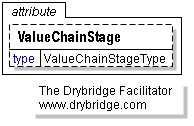 attribute
ValueChainStage
type ValueChainStageType
The Drybridge Facilitator
www.drybridge.com